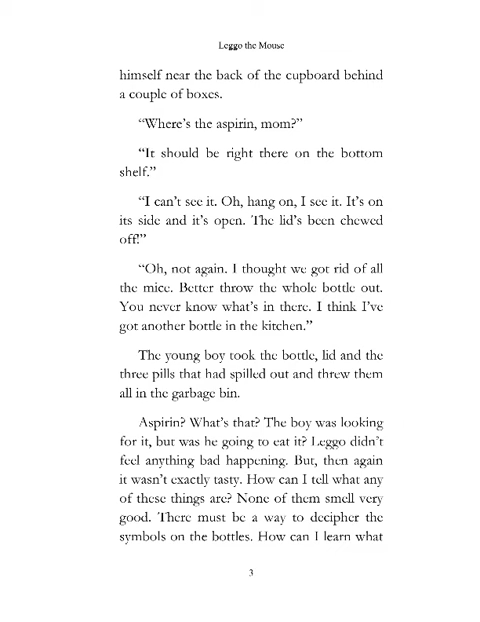 Leggo the Mouse
himself near the back of the cupboard behind
a couple of boxes.
“Where’s the aspirin, mom?”
“It should be right there on the bottom
shelf.”
“I can’t see it. Oh, hang on, I see it. It’s on
its side and it’s open. The lid’s been chewed
off!”
“Oh, not again. I thought we got rid of all
the mice. Better throw the whole bottle out.
You never know what’s in there. I think I’ve
got another bottle in the kitchen.”
The young boy took the bottle, lid and the
three pills that had spilled out and threw them
all in the garbage bin.
Aspirin? What’s that? The boy was looking
for it, but was he going to eat it? Leggo didn’t
feel anything bad happening. But, then again
it wasn’t exactly tasty. How can I tell what any
of these things are? None of them smell very
good. There must be a way to decipher the
symbols on the bottles. How can I learn what
3